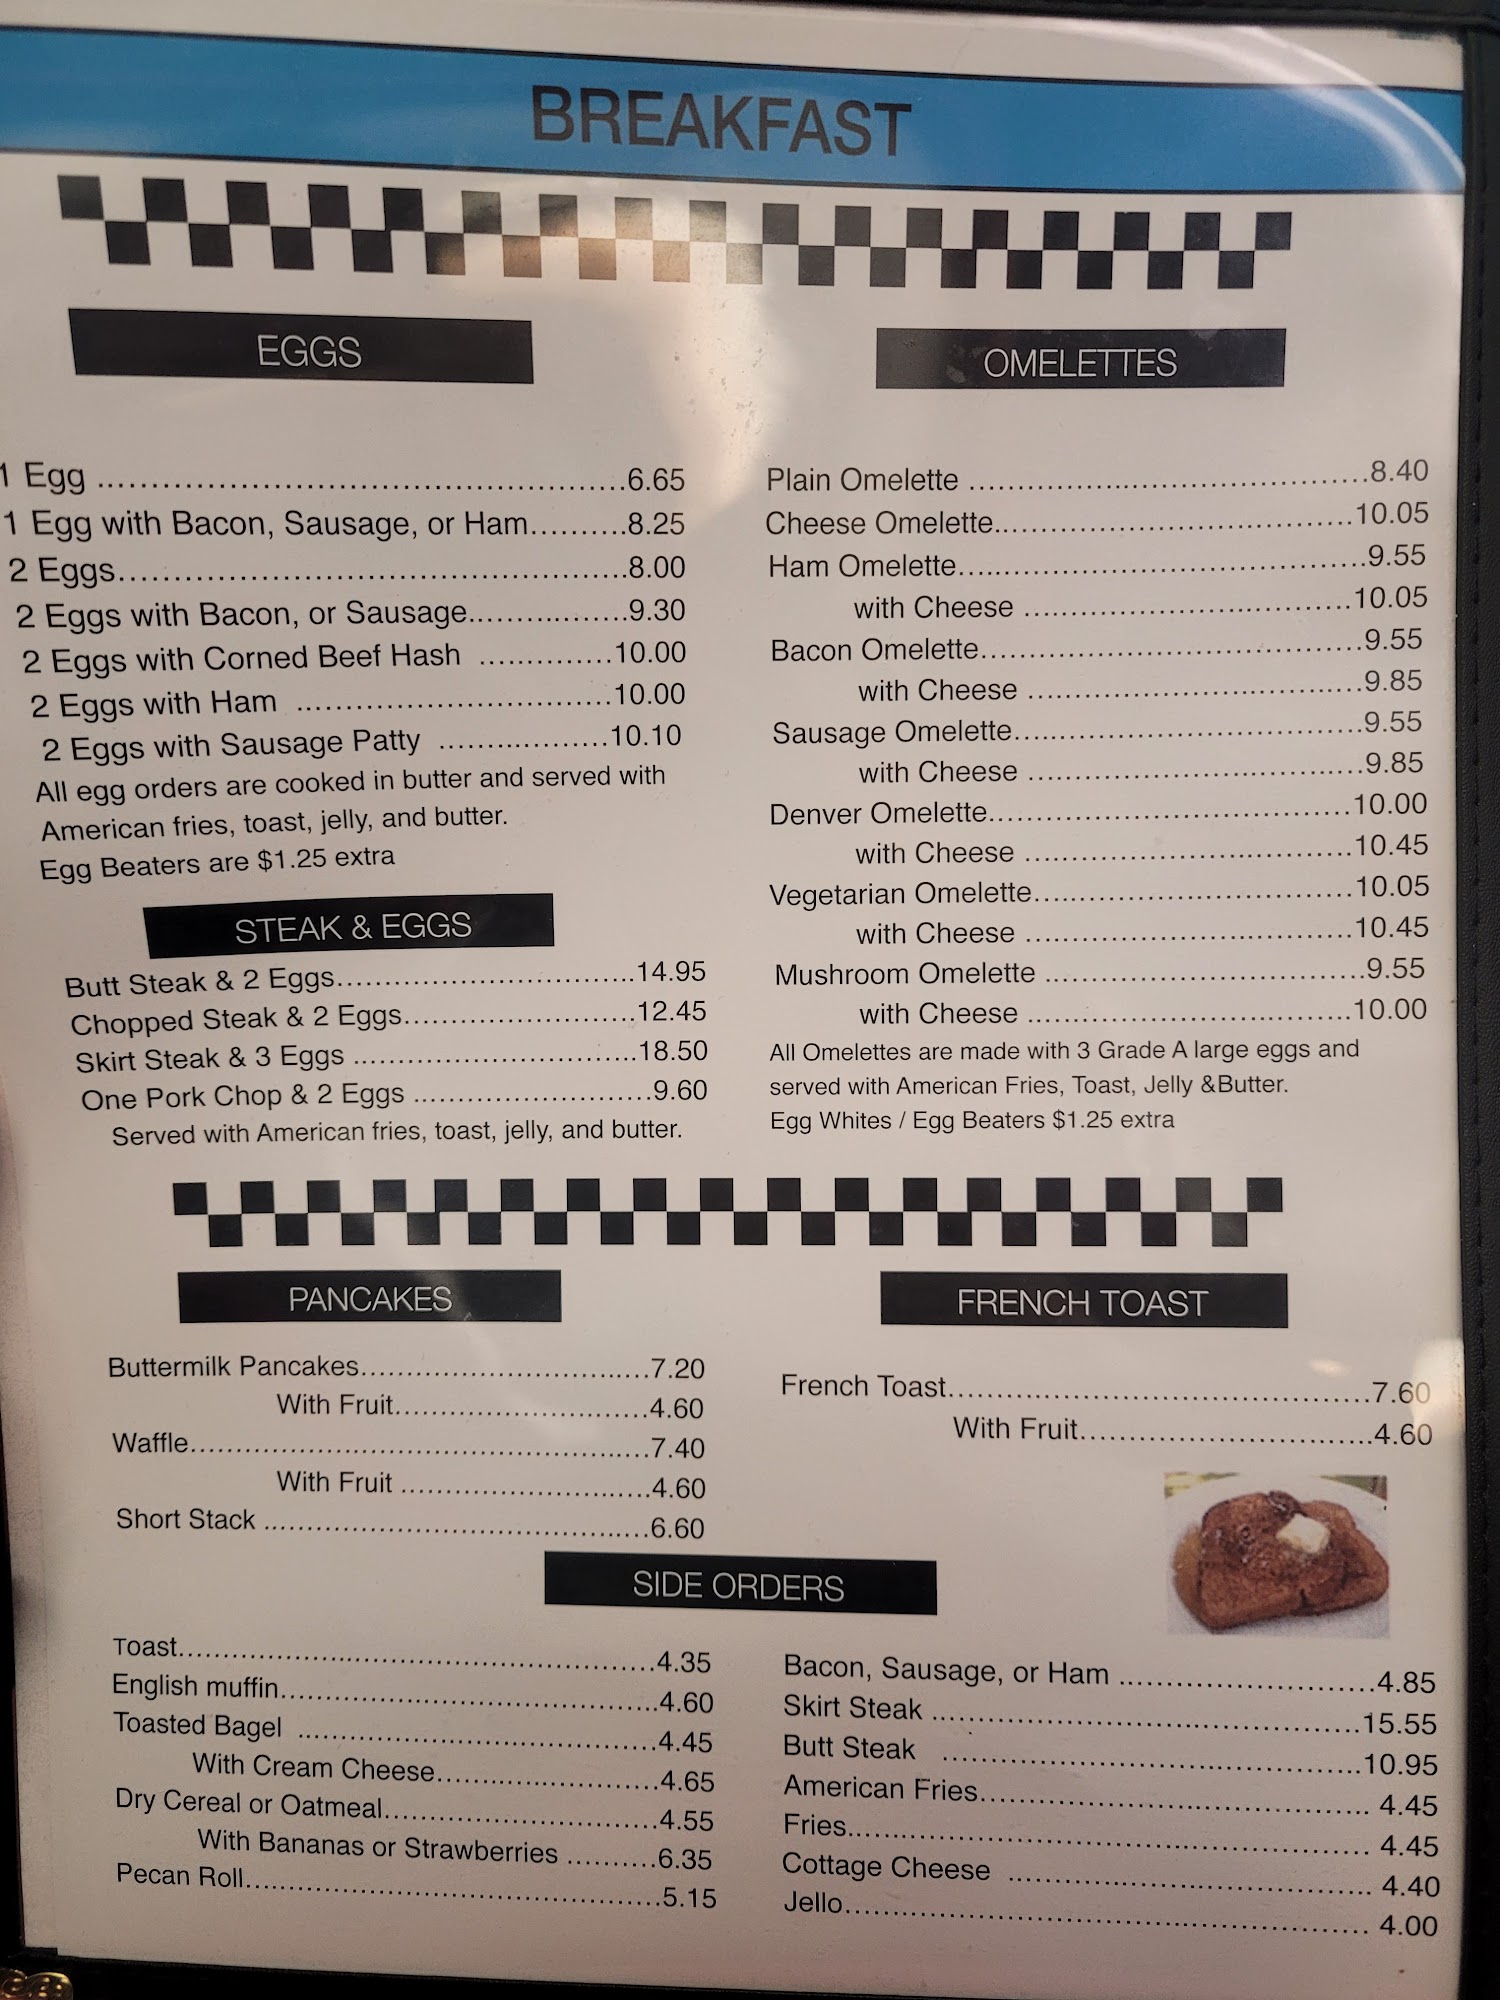 BREAKFAST
EGGS
1 Egg ........................................................6.65
1 Egg with Bacon, Sausage, or Ham..........8.25
2 Eggs......................................................8.00
2 Eggs with Bacon, or Sausage.................9.30
2 Eggs with Corned Beef Hash ..............10.00
2 Eggs with Ham .................................10.00
2 Eggs with Sausage Patty ..................10.10
All egg orders are cooked in butter and served with
American fries, toast, jelly, and butter.
Egg Beaters are $1.25 extra
STEAK & EGGS
Butt Steak & 2 Eggs................................14.95
Chopped Steak & 2 Eggs.........................12.45
Skirt Steak & 3 Eggs ..............................18.50
One Pork Chop & 2 Eggs .........................9.60
Served with American fries, toast, jelly, and butter.
OMELETTES
Plain Omelette ..........................................8.40
Cheese Omelette.....................................10.05
Ham Omelette...........................................9.55
with Cheese ..................................10.05
Bacon Omelette.........................................9.55
with Cheese ...................................9.85
Sausage Omelette.....................................9.55
with Cheese ...................................9.85
Denver Omelette......................................10.00
with Cheese ..................................10.45
Vegetarian Omelette.................................10.05
with Cheese ..................................10.45
Mushroom Omelette .................................9.55
with Cheese ..................................10.00
All Omelettes are made with 3 Grade A large eggs and
served with American Fries, Toast, Jelly &Butter.
Egg Whites / Egg Beaters $1.25 extra
PANCAKES
Buttermilk Pancakes...............................7.20
With Fruit...........................4.60
Waffle.................................................7.40
With Fruit ..........................4.60
Short Stack .........................................6.60
FRENCH TOAST
French Toast.............................................7.60
With Fruit...............................4.60
SIDE ORDERS
Toast...................................................4.35
English muffin........................................4.60
Toasted Bagel ......................................4.45
With Cream Cheese.......................4.65
Dry Cereal or Oatmeal.............................4.55
With Bananas or Strawberries ..........6.35
Pecan Roll............................................5.15
Bacon, Sausage, or Ham ...........................4.85
Skirt Steak ..............................................15.55
Butt Steak .............................................10.95
American Fries.......................................... 4.45
Fries........................................................ 4.45
Cottage Cheese ....................................... 4.40
Jello........................................................ 4.00